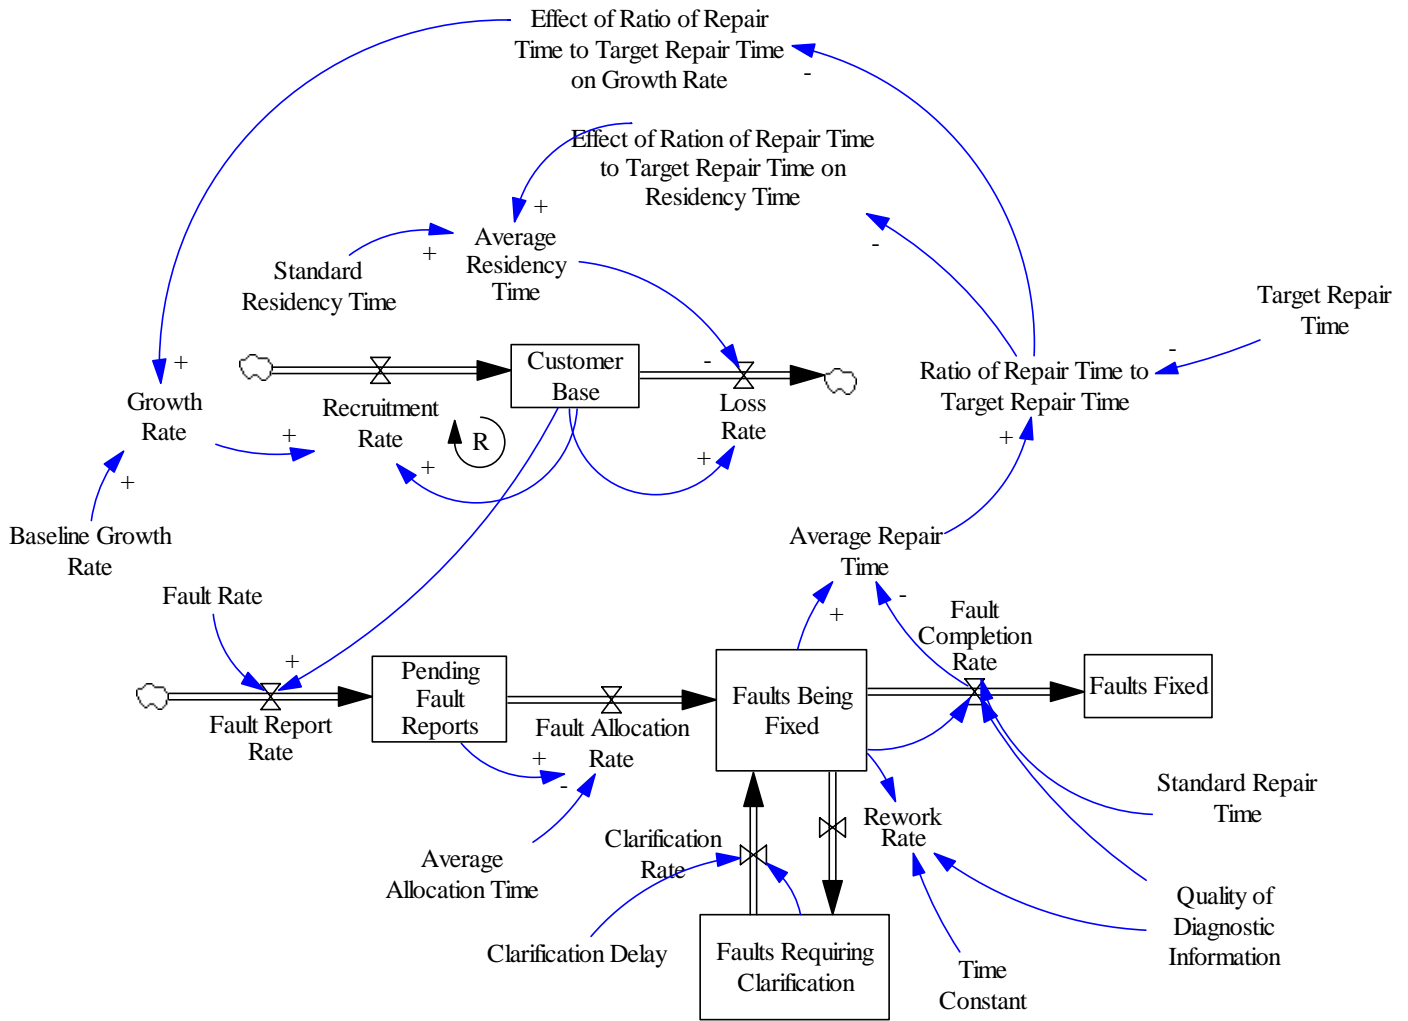 Effect of Ratio of Repair
Time to Target Repair Time
on Growth Rate
-
Effect of Ration of Repair Time
to Target Repair Time on
Residency Time
+
-
Average
Residency
Time
+
Standard
Residency Time
Target Repair
Time
-
+
-
Customer
Base
Ratio of Repair Time to
Target Repair Time
Growth
Rate
Recruitment
Rate
Loss
Rate
+
R
+
+
+
+
Baseline Growth
Rate
Average Repair
Time
Fault Rate
-
+
Fault
Completion
Rate
+
Pending
Fault
Reports
Faults Being
Fixed
Faults Fixed
Fault Report
Rate
Fault Allocation
Rate
+
-
Standard Repair
Time
Rework
Rate
Clarification
Rate
Average
Allocation Time
Quality of
Diagnostic
Information
Clarification Delay
Faults Requiring
Clarification
Time
Constant